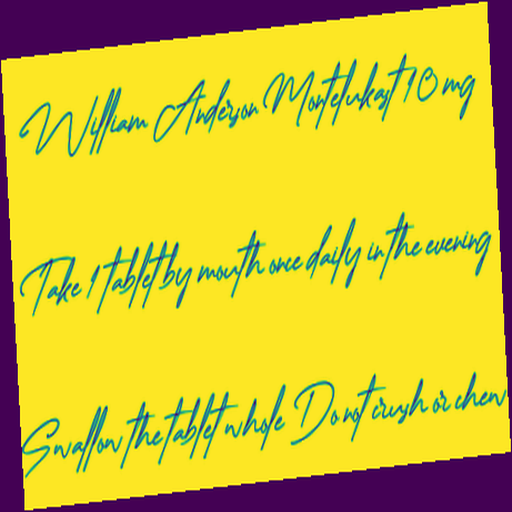 William Anderson Montelukast 10 mg
Take 1 tablet by mouth once daily in the evening
Swallow the tablet whole Do not crush or chew